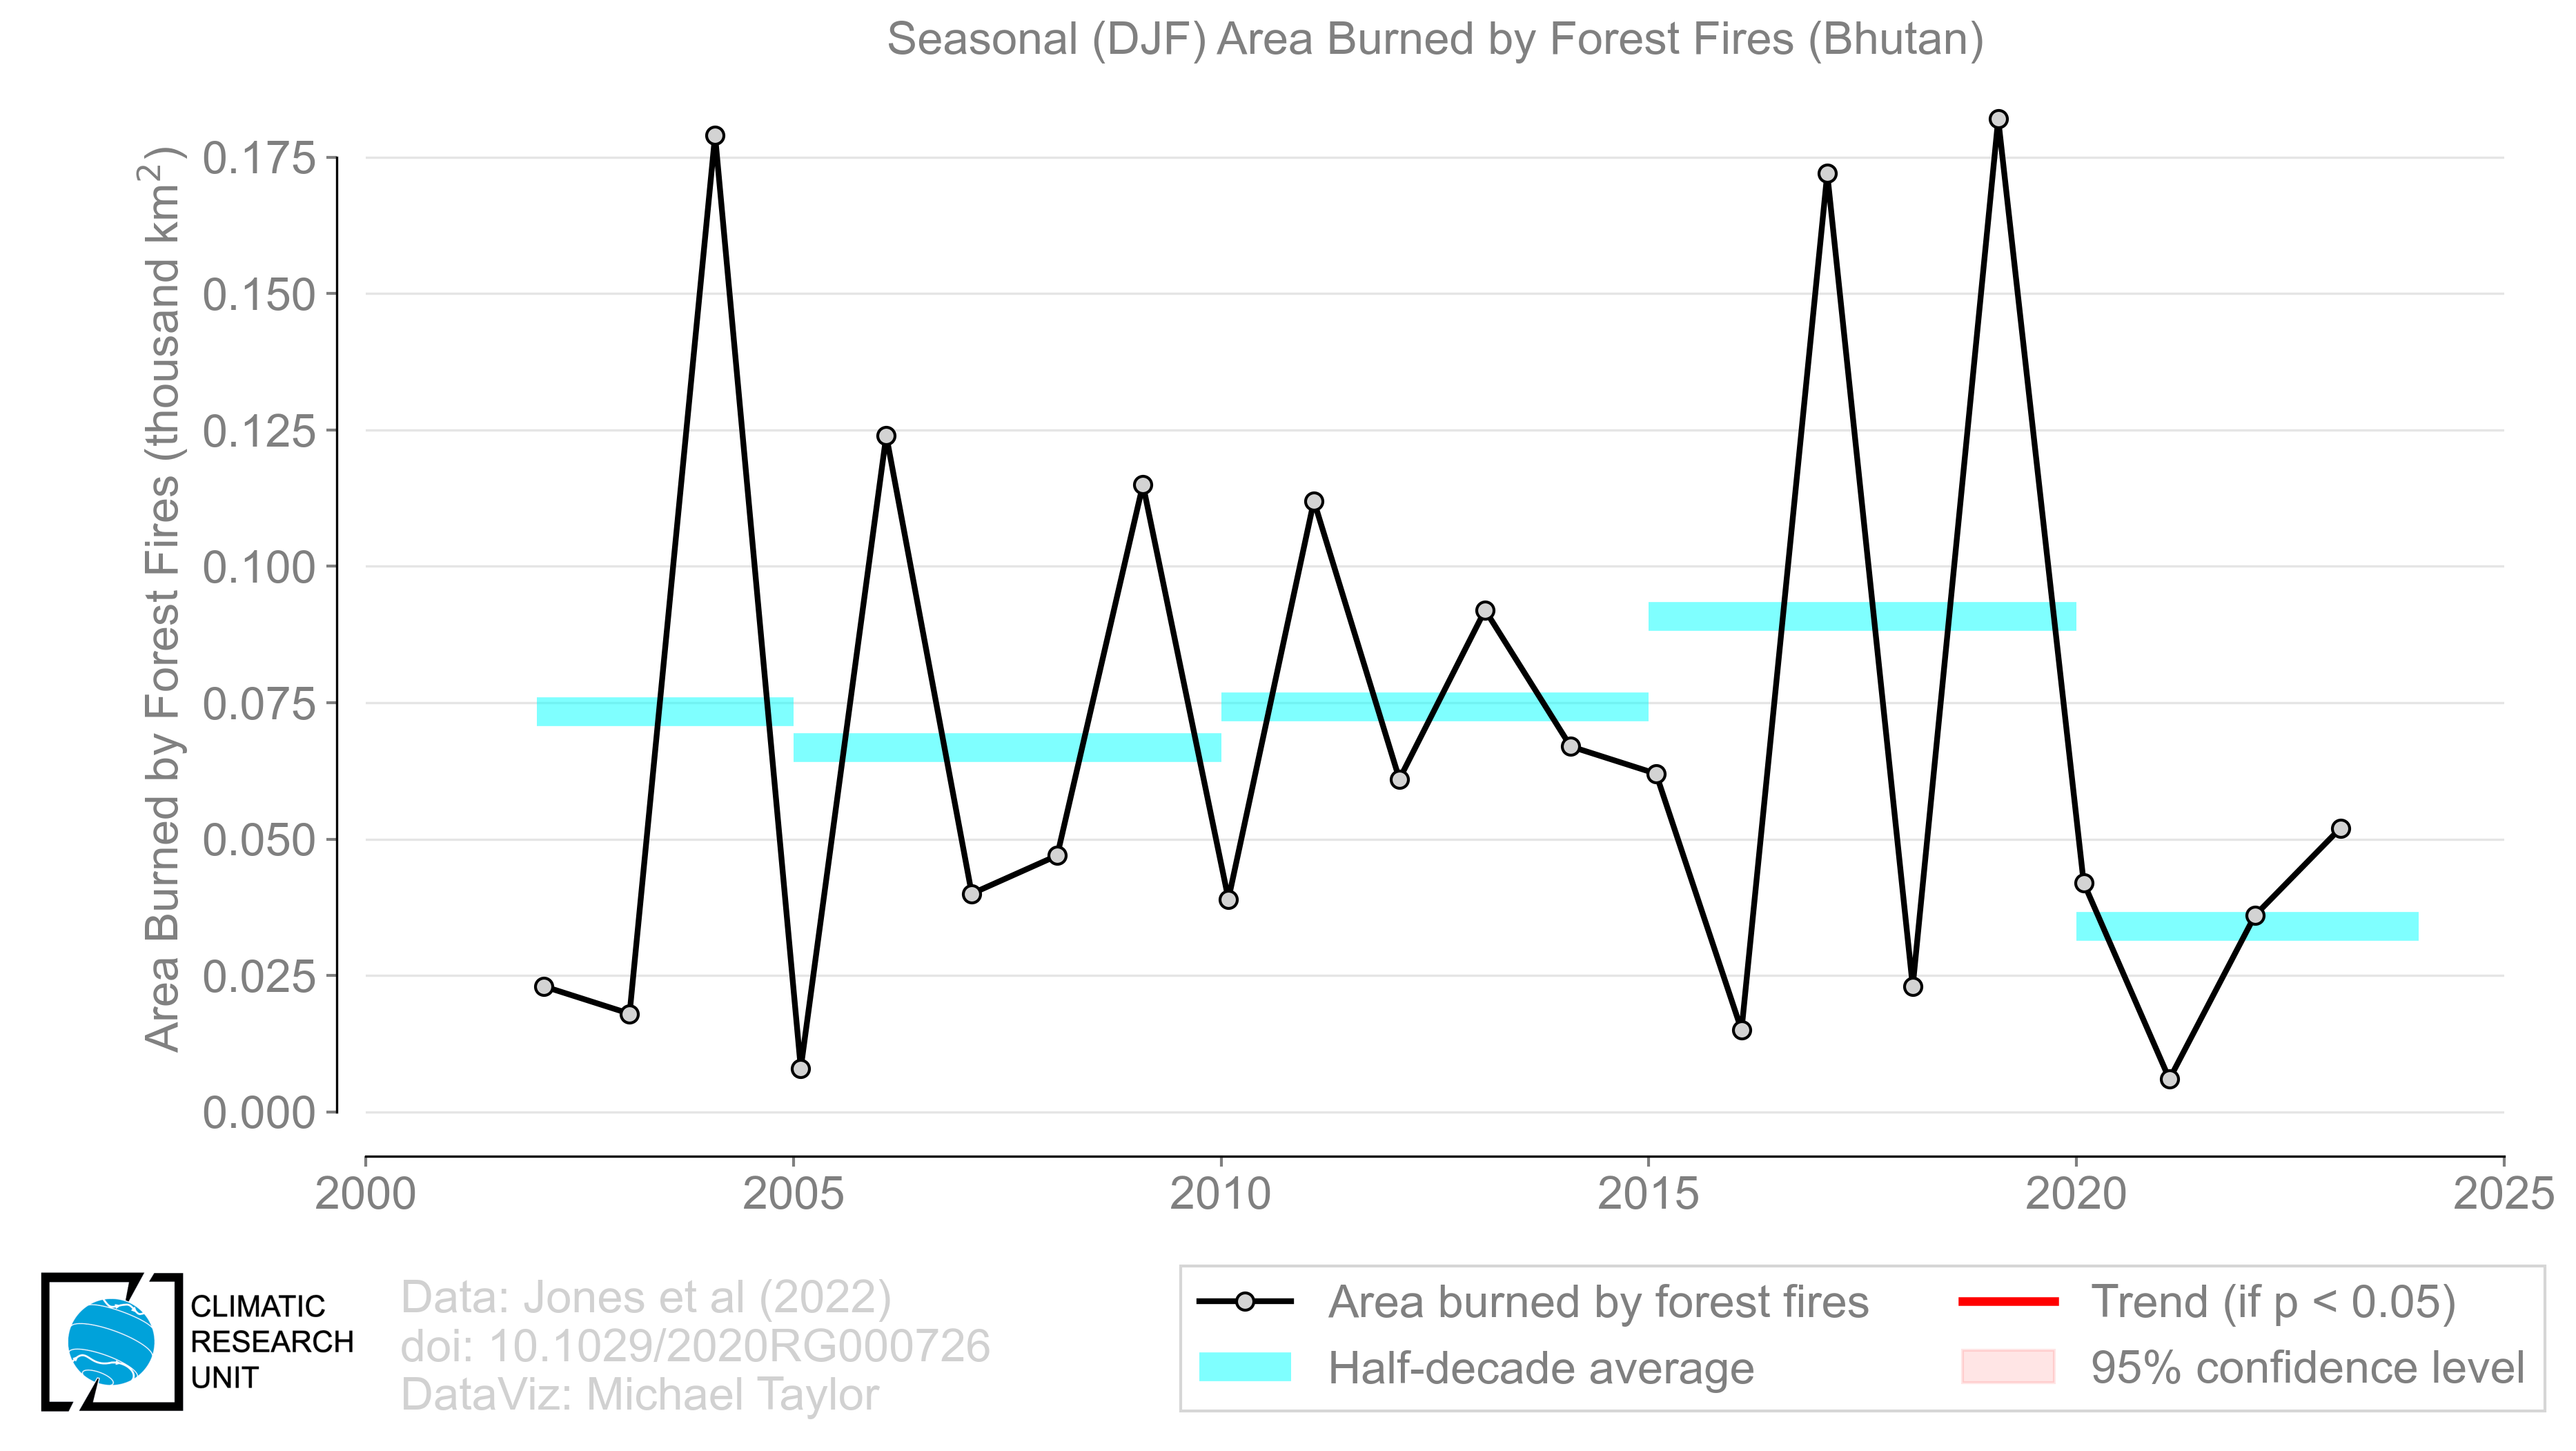 Seasonal (DJF) Area Burned by Forest Fires (Bhutan)
Area Burned by Forest Fires (thousand km²)
0.175
0.150
0.125
0.100
0.075
0.050
0.025
0.000
2000 2005 2010 2015 2020 2025
CLIMATIC
RESEARCH
UNIT
Data: Jones et al (2022)
doi: 10.1029/2020RG000726
DataViz: Michael Taylor
Area burned by forest fires
Half-decade average
Trend (if p < 0.05)
95% confidence level